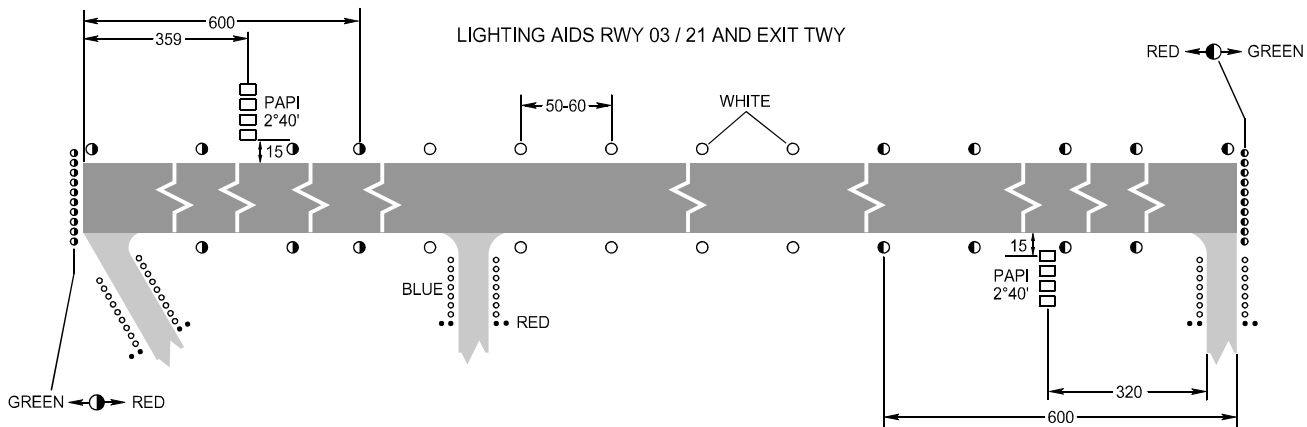 600
LIGHTING AIDS RWY 03 / 21 AND EXIT TWY
359
RED GREEN
PAPI
2°40'
50-60
WHITE
15
15
PAPI
2°40'
BLUE
RED
320
GREEN RED
600